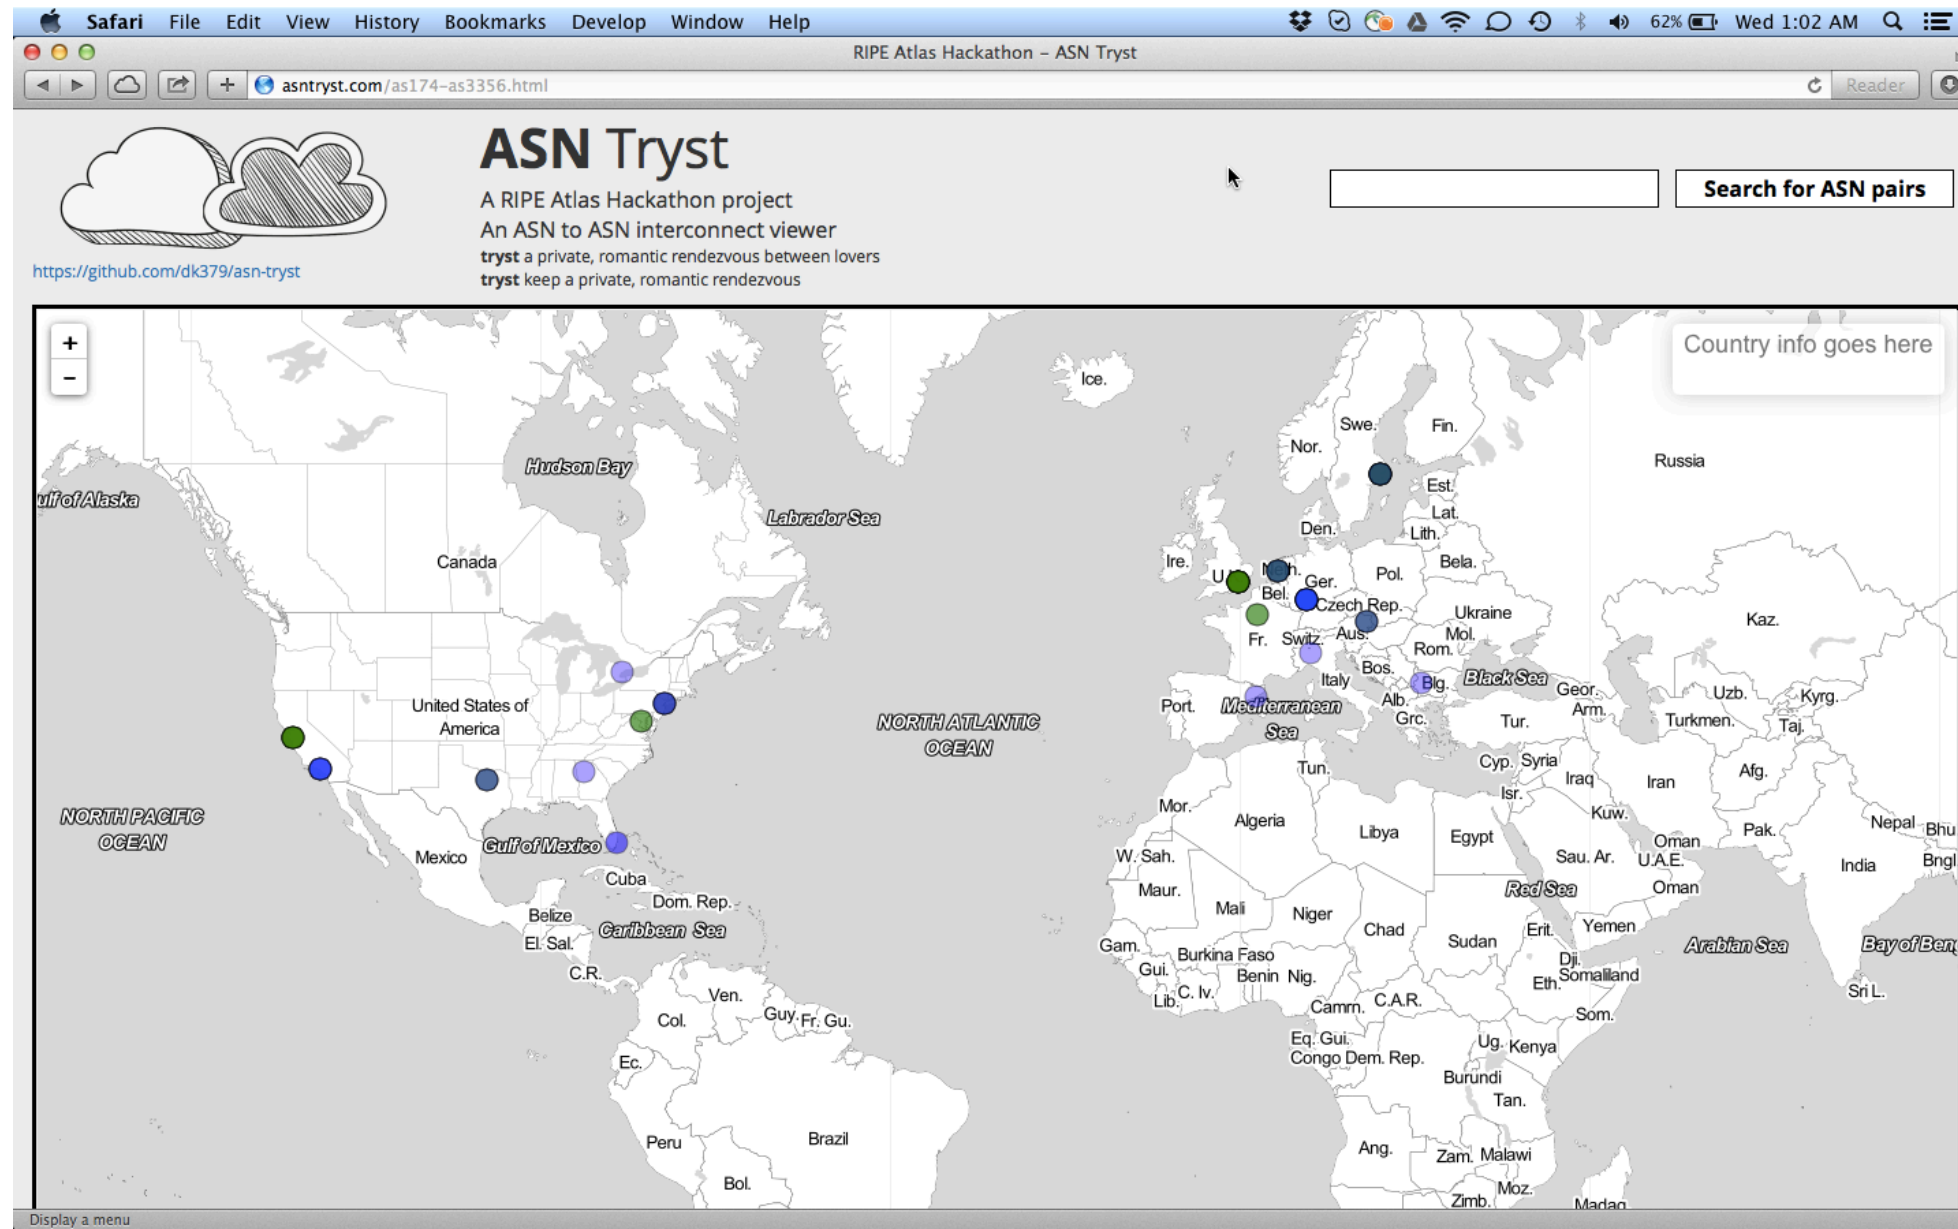 Safari File Edit View History Bookmarks Develop Window Help 62% Wed 1:02 AM
RIPE Atlas Hackathon – ASN Tryst
asntryst.com/as174-as3356.html Reader
ASN Tryst
A RIPE Atlas Hackathon project
An ASN to ASN interconnect viewer
tryst a private, romantic rendezvous between lovers
tryst keep a private, romantic rendezvous
https://github.com/dk379/asn-tryst
Search for ASN pairs
+
−
Country info goes here
Ice.
Swe.
Fin.
Nor.
Russia
Hudson Bay
ulf of Alaska
Est.
Labrador Sea
Lat.
Den.
Lith.
Canada
Ire.
Bela.
Pol.
Ger.
Bel.
Czech Rep.
Ukraine
Kaz.
Fr.
Switz.
Aus.
Mol.
Rom.
Bos.
Italy
Blg.
Black Sea
Geor.
Uzb.
Kyrg.
United States of
America
Port.
Mediterranean
Sea
Alb.
Grc.
Arm.
Tur.
Turkmen.
Taj.
NORTH ATLANTIC
OCEAN
Tun.
Cyp.
Syria
Iraq
Iran
Afg.
Isr.
NORTH PACIFIC
OCEAN
Mor.
Algeria
Libya
Egypt
Kuw.
Pak.
Nepal
Bhu
Gulf of Mexico
Mexico
W. Sah.
Sau. Ar.
Oman
U.A.E.
India
Bngl
Cuba
Maur.
Red Sea
Oman
Dom. Rep.
Belize
Mali
Niger
Chad
Sudan
Erit.
Yemen
Caribbean Sea
El. Sal.
Gam.
Burkina Faso
Arabian Sea
Bay of Ben
C.R.
Gui.
Benin
Nig.
Dji.
Somaliland
Eth.
Sri L.
Ven.
Lib.
C. Iv.
Camrn.
C.A.R.
Col.
Guy.
Fr. Gu.
Som.
Eq. Gui.
Congo
Dem. Rep.
Ug.
Kenya
Ec.
Burundi
Tan.
Peru
Brazil
Ang.
Zam.
Malawi
Bol.
Moz.
Zimb.
Madag.
Display a menu